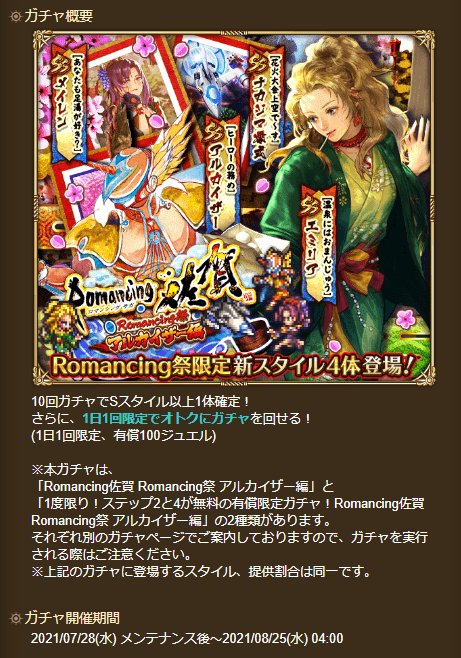 ガチャ概要
SS
[あなたも足湯が好き?]
メイレン
SS
[花火大会上空で~す]
ナカジマ零式
SS
[ヒーローの務め]
アルカイザー
SS
[温泉にはおまんじゅう]
エミリア
Romancing 佐賀
ロマンシング サガ
Romancing祭
アルカイザー編
Romancing祭限定新スタイル4体登場!
10回ガチャでSスタイル以上1体確定!
さらに、1日1回限定でオトクにガチャを回せる!
(1日1回限定、有償100ジュエル)
※本ガチャは、
「Romancing佐賀 Romancing祭 アルカイザー編」と
「1度限り!ステップ2と4が無料の有償限定ガチャ!Romancing佐賀
Romancing祭 アルカイザー編」の2種類があります。
それぞれ別のガチャページでご案内しておりますので、ガチャを実行
される際はご注意ください。
※上記のガチャに登場するスタイル、提供割合は同一です。
ガチャ開催期間
2021/07/28(水) メンテナンス後~2021/08/25(水) 04:00